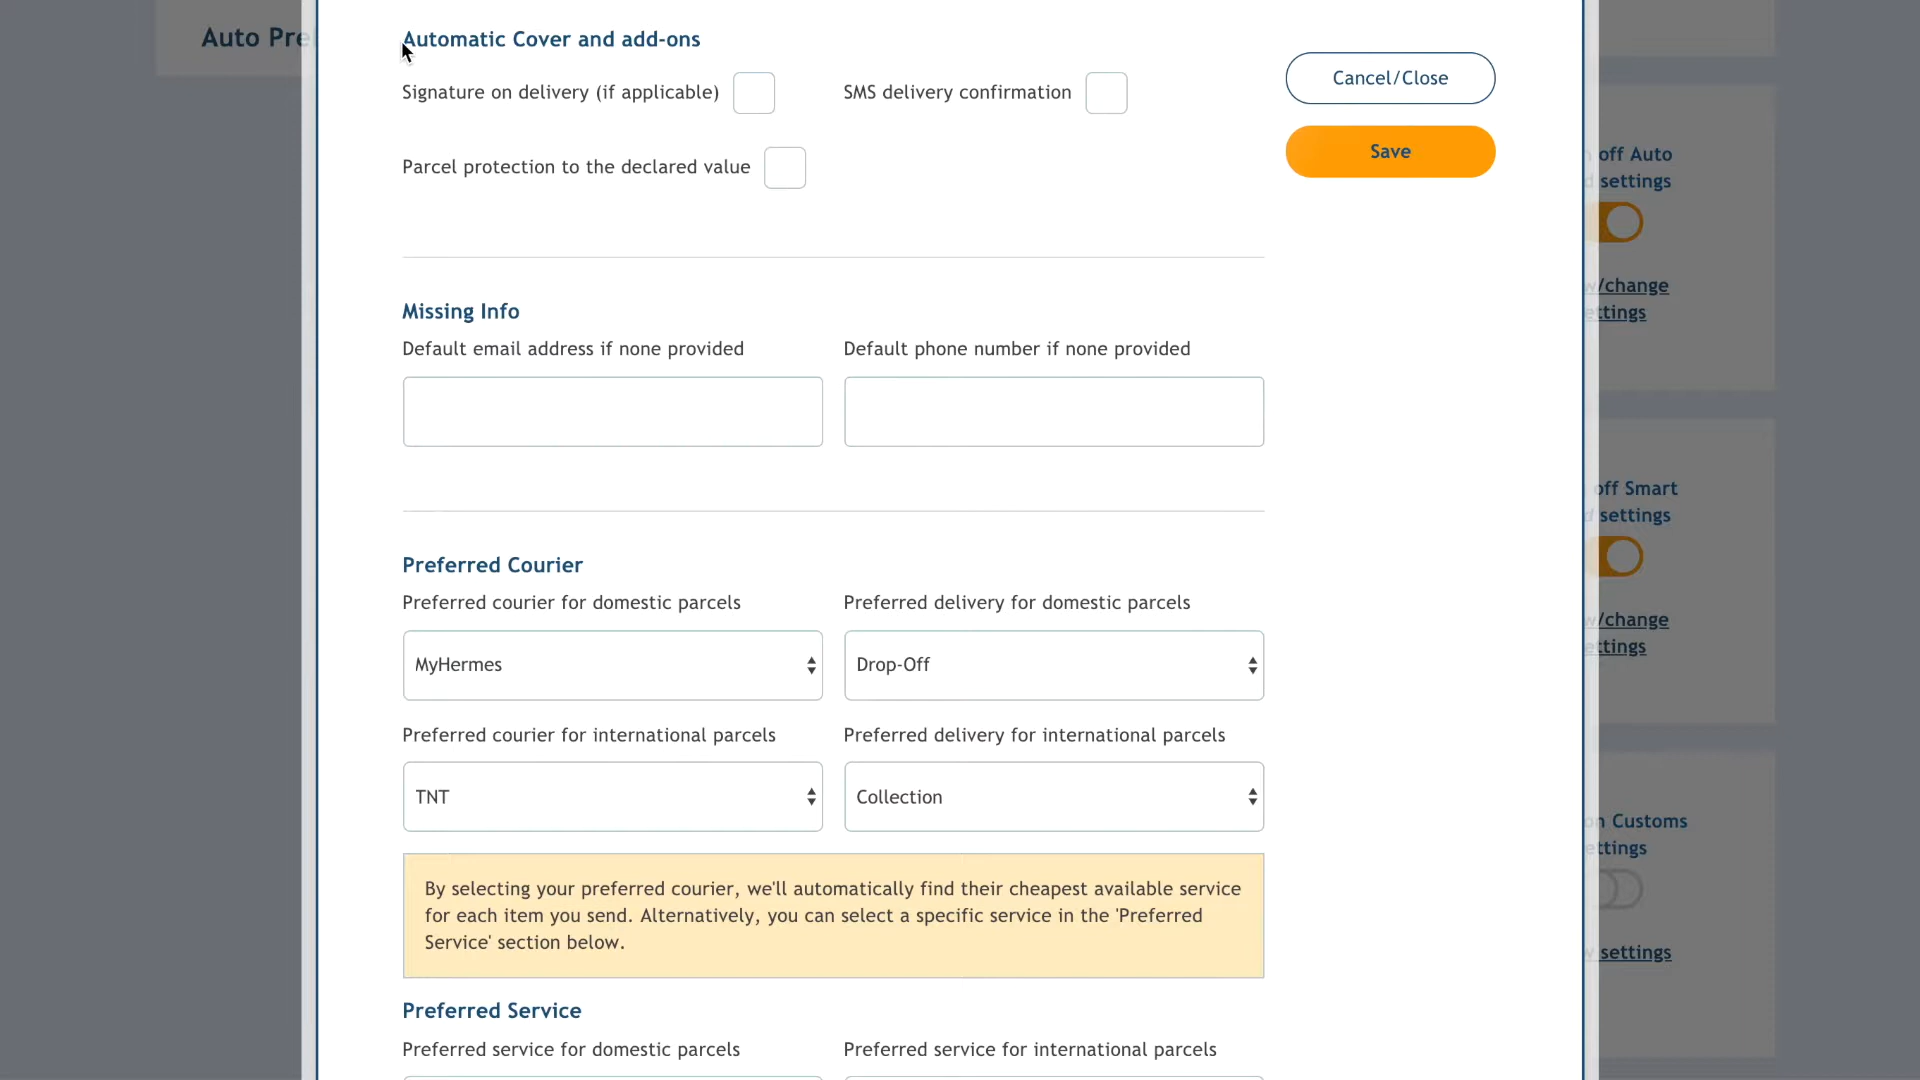 Auto Pre
Automatic Cover and add-ons
Signature on delivery (if applicable)
SMS delivery confirmation
Cancel/Close
Parcel protection to the declared value
Save
off Auto
settings
/change
ttings
Missing Info
Default email address if none provided
Default phone number if none provided
off Smart
settings
/change
ttings
Preferred Courier
Preferred courier for domestic parcels
Preferred delivery for domestic parcels
MyHermes
Drop-Off
Preferred courier for international parcels
Preferred delivery for international parcels
TNT
Collection
n Customs
ttings
settings
By selecting your preferred courier, we'll automatically find their cheapest available service
for each item you send. Alternatively, you can select a specific service in the 'Preferred
Service' section below.
Preferred Service
Preferred service for domestic parcels
Preferred service for international parcels